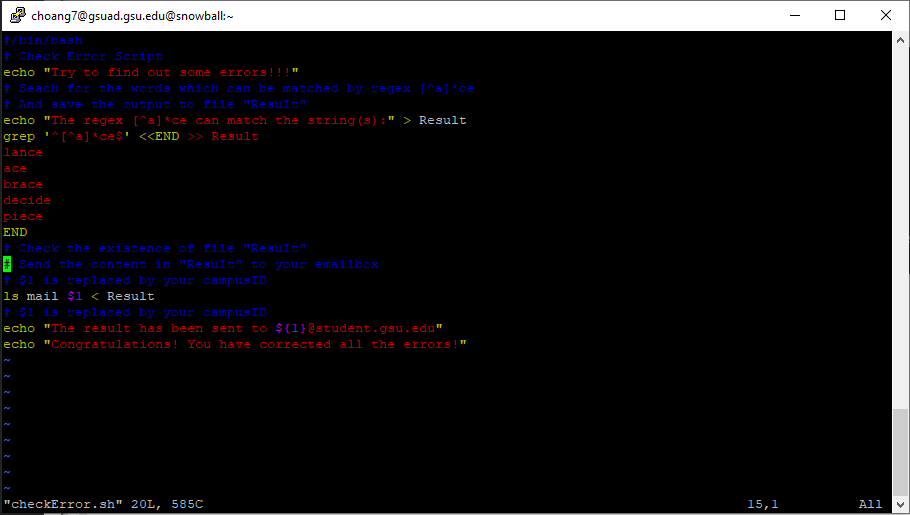 choang7@gsuad.gsu.edu@snowball:~
#/bin/bash
# Check Error Script
echo "Try to find out some errors!!!"
# Seach for the words which can be matched by regex [^a]*ce
# And save the output to file "Result"
echo "The regex [^a]*ce can match the string(s):" > Result
grep '^[^a]*ce$' <<END >> Result
lance
ace
brace
decide
piece
END
# Check the existence of file "Result"
# Send the content in "Result" to your emailbox
# $1 is replaced by your campusID
ls mail $1 < Result
# $1 is replaced by your campusID
echo "The result has been sent to ${1}@student.gsu.edu"
echo "Congratulations! You have corrected all the errors!"
~
~
~
~
~
~
~
~
~
"checkError.sh" 20L, 585C 15,1 All